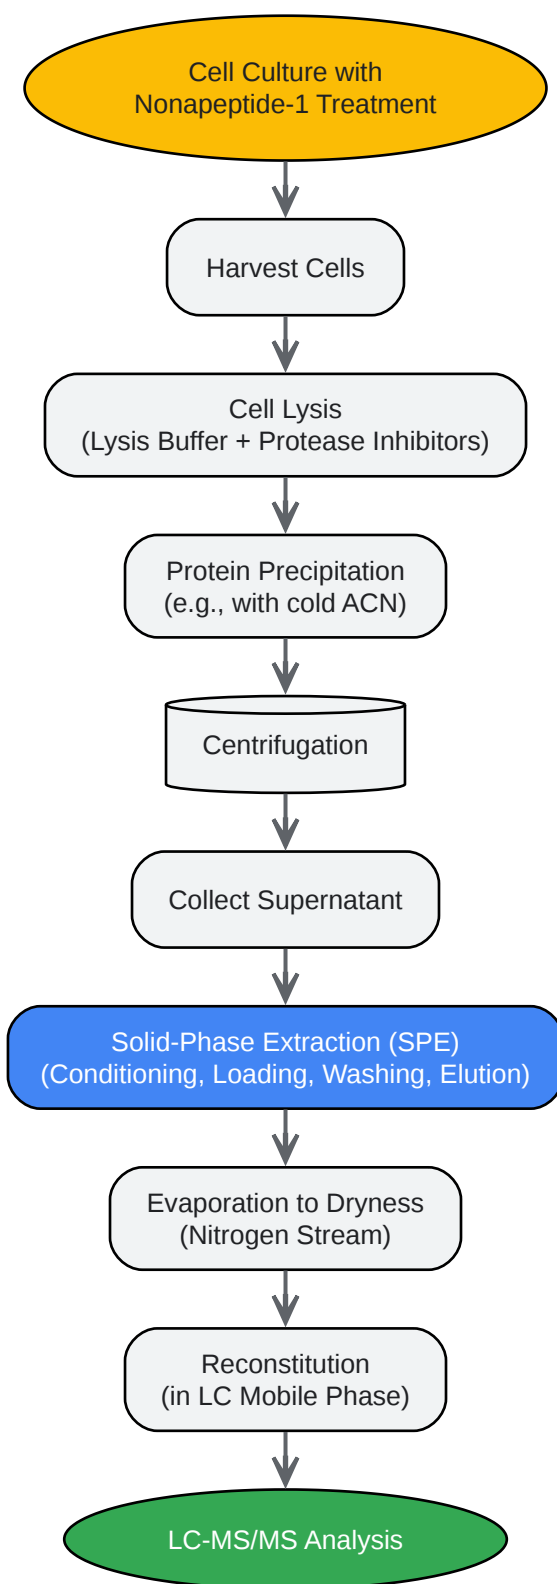 Cell Culture with
Nonapeptide-1 Treatment
Harvest Cells
Cell Lysis
(Lysis Buffer + Protease Inhibitors)
Protein Precipitation
(e.g., with cold ACN)
Centrifugation
Collect Supernatant
Solid-Phase Extraction (SPE)
(Conditioning, Loading, Washing, Elution)
Evaporation to Dryness
(Nitrogen Stream)
Reconstitution
(in LC Mobile Phase)
LC-MS/MS Analysis